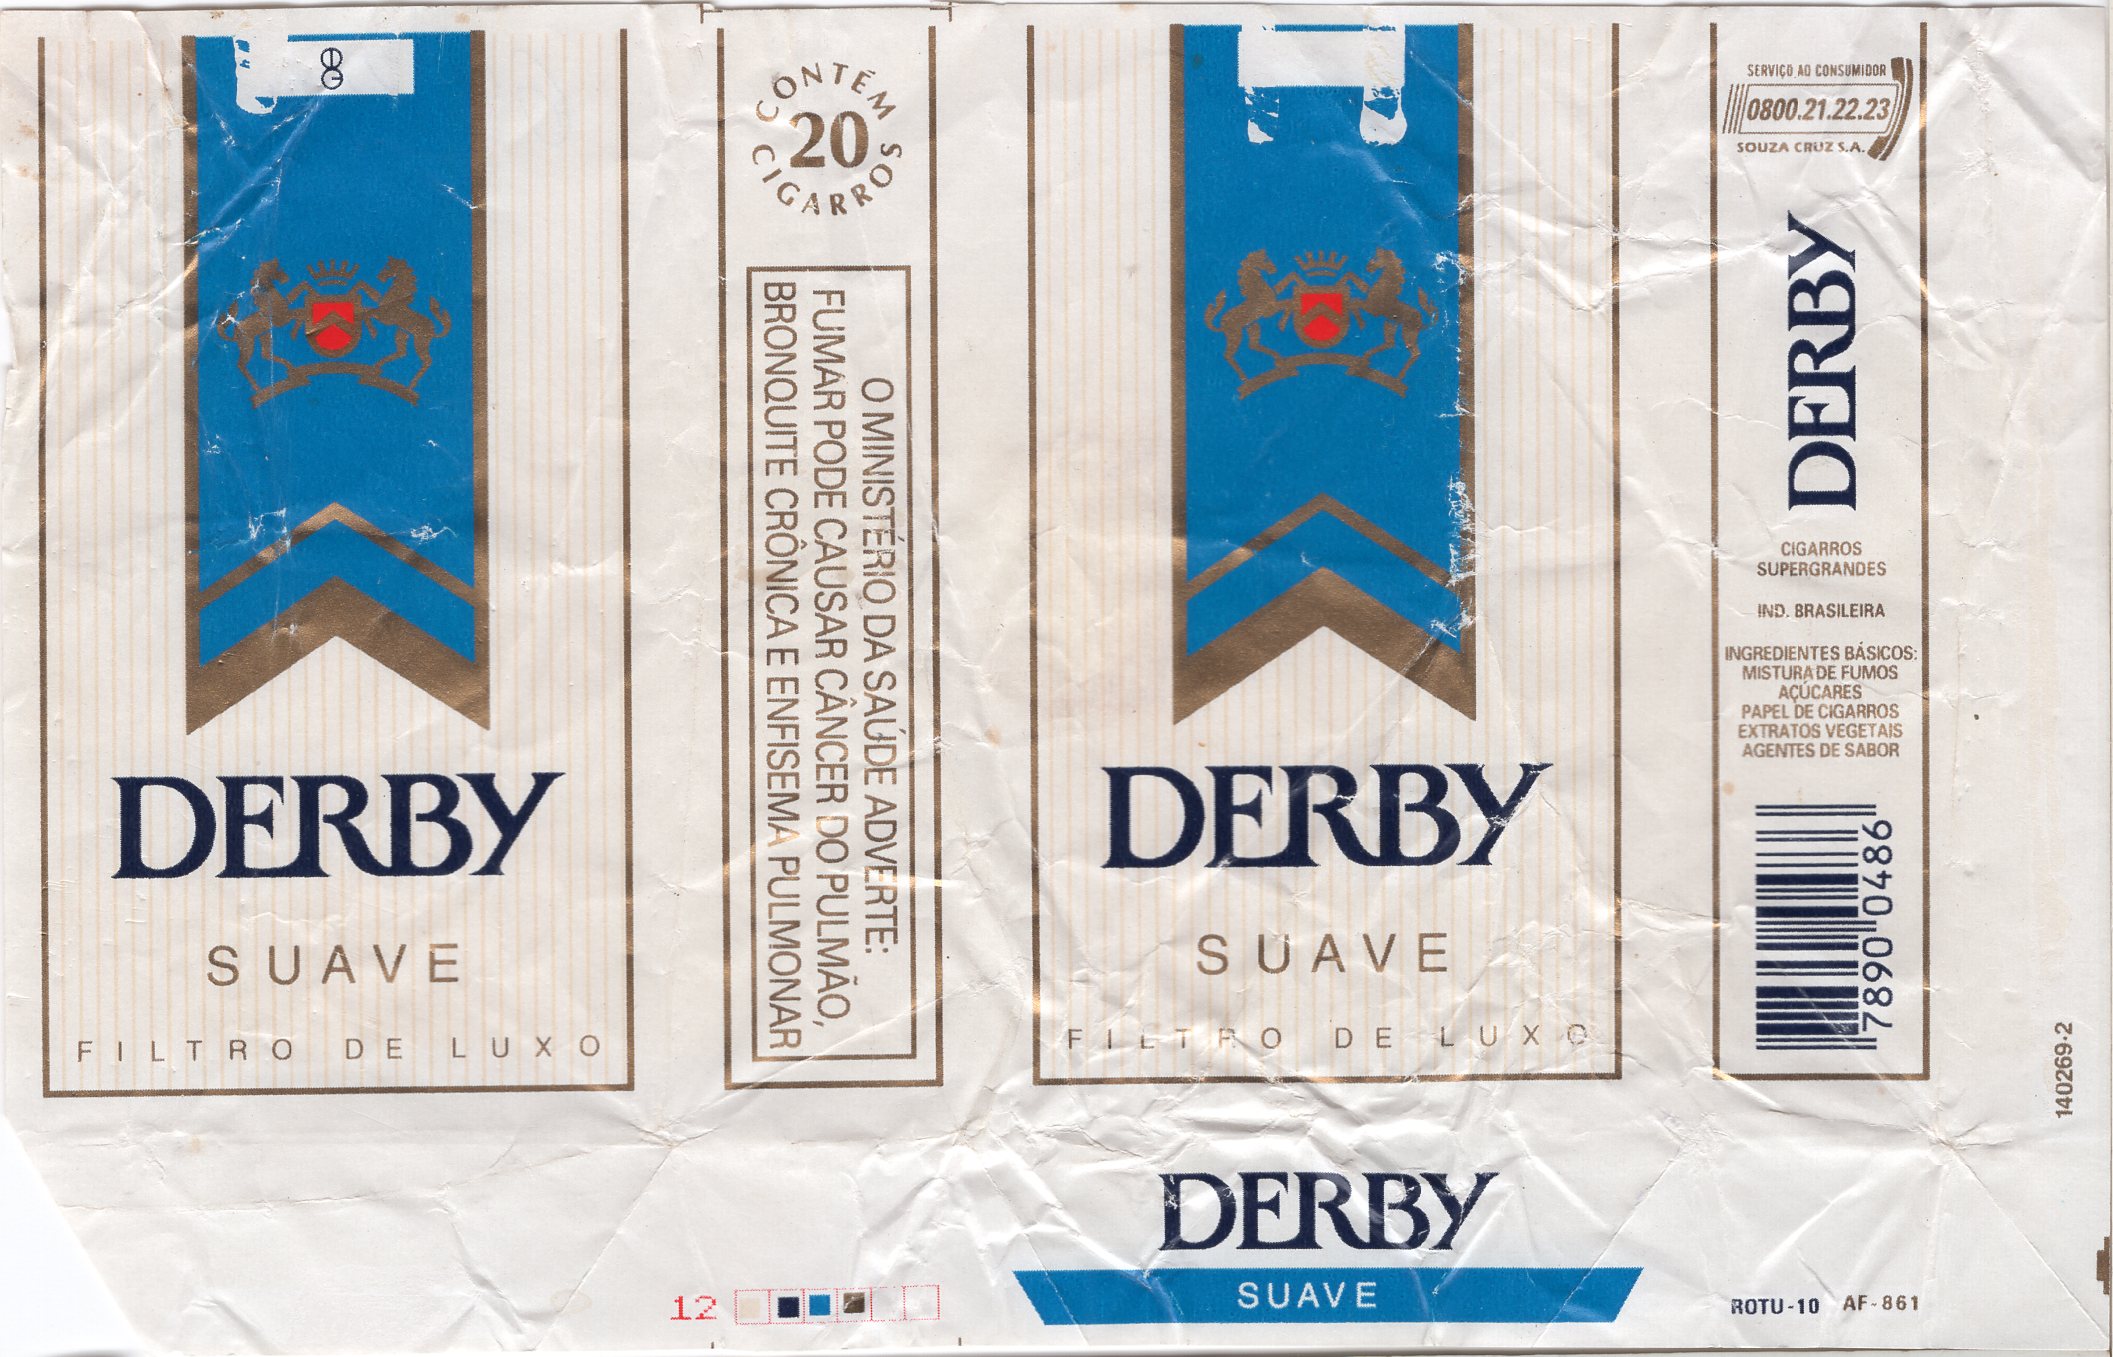 DERBY
SUAVE
FILTRO DE LUXO
CONTÉM
20
CIGARROS
O MINISTÉRIO DA SAÚDE ADVERTE:
FUMAR PODE CAUSAR CÂNCER DO PULMÃO,
BRONQUITE CRÔNICA E ENFISEMA PULMONAR
DERBY
SUAVE
FILTRO DE LUXO
SERVIÇO AO CONSUMIDOR
0800.21.22.23
SOUZA CRUZ S.A.
DERBY
CIGARROS
SUPERGRANDES
IND. BRASILEIRA
INGREDIENTES BÁSICOS:
MISTURA DE FUMOS
AÇÚCARES
PAPEL DE CIGARROS
EXTRATOS VEGETAIS
AGENTES DE SABOR
78900486
140269-2
DERBY
SUAVE
12
ROTU-10 AF-861